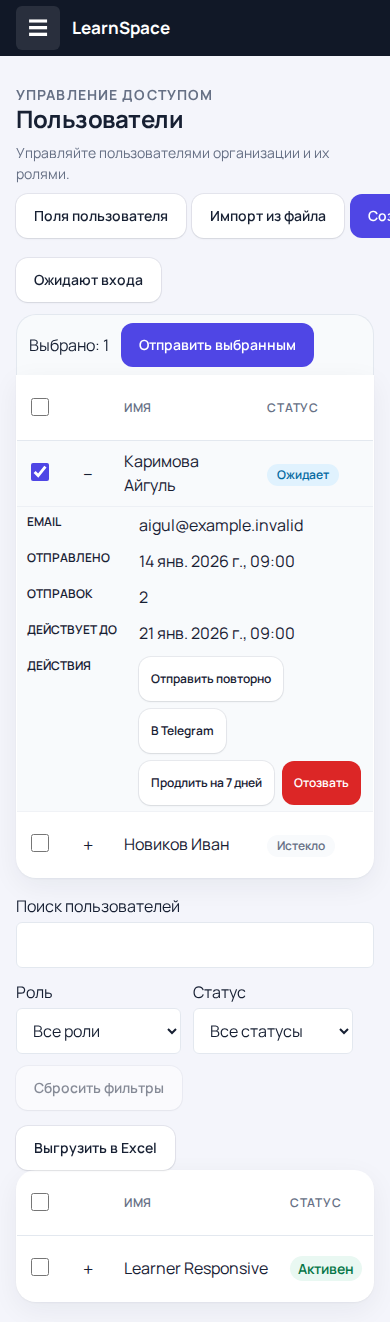 ☰ LearnSpace
УПРАВЛЕНИЕ ДОСТУПОМ
Пользователи
Управляйте пользователями организации и их
ролями.
Поля пользователя Импорт из файла
Ожидают входа
Выбрано: 1 Отправить выбранным
ИМЯ СТАТУС
– Каримова
Айгуль Ожидает
EMAIL aigul@example.invalid
ОТПРАВЛЕНО 14 янв. 2026 г., 09:00
ОТПРАВОК 2
ДЕЙСТВУЕТ ДО 21 янв. 2026 г., 09:00
ДЕЙСТВИЯ Отправить повторно
В Telegram
Продлить на 7 дней Отозвать
+ Новиков Иван Истекло
Поиск пользователей
Роль Статус
Все роли Все статусы
Сбросить фильтры
Выгрузить в Excel
ИМЯ СТАТУС
+ Learner Responsive Активен